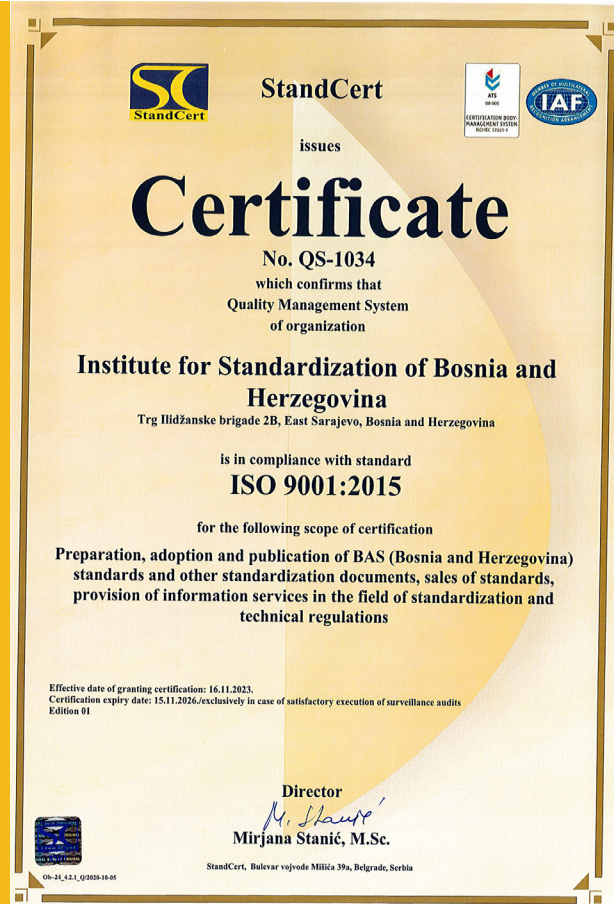 StandCert
StandCert
ATS
CERTIFICATION BODY-
MANAGEMENT SYSTEM
MEMBER OF MULTILATERAL
RECOGNITION ARRANGEMENT
IAF
issues
Certificate
No. QS-1034
which confirms that
Quality Management System
of organization
Institute for Standardization of Bosnia and
Herzegovina
Trg Ilidžanske brigade 2B, East Sarajevo, Bosnia and Herzegovina
is in compliance with standard
ISO 9001:2015
for the following scope of certification
Preparation, adoption and publication of BAS (Bosnia and Herzegovina)
standards and other standardization documents, sales of standards,
provision of information services in the field of standardization and
technical regulations
Effective date of granting certification: 16.11.2023.
Certification expiry date: 15.11.2026./exclusively in case of satisfactory execution of surveillance audits
Edition 01
Director
M. Stanić
Mirjana Stanić, M.Sc.
StandCert, Bulevar vojvode Mišića 39a, Belgrade, Serbia
Ob-24_4.2.1_Q/2020-10-05